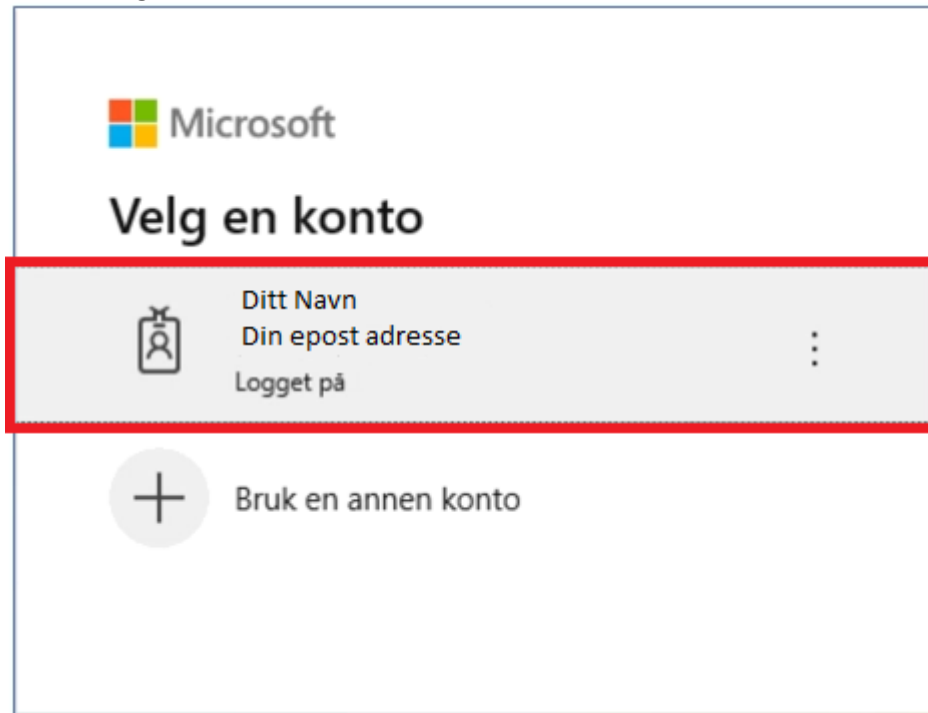 Microsoft
Velg en konto
Ditt Navn
Din epost adresse
Logget på
Bruk en annen konto